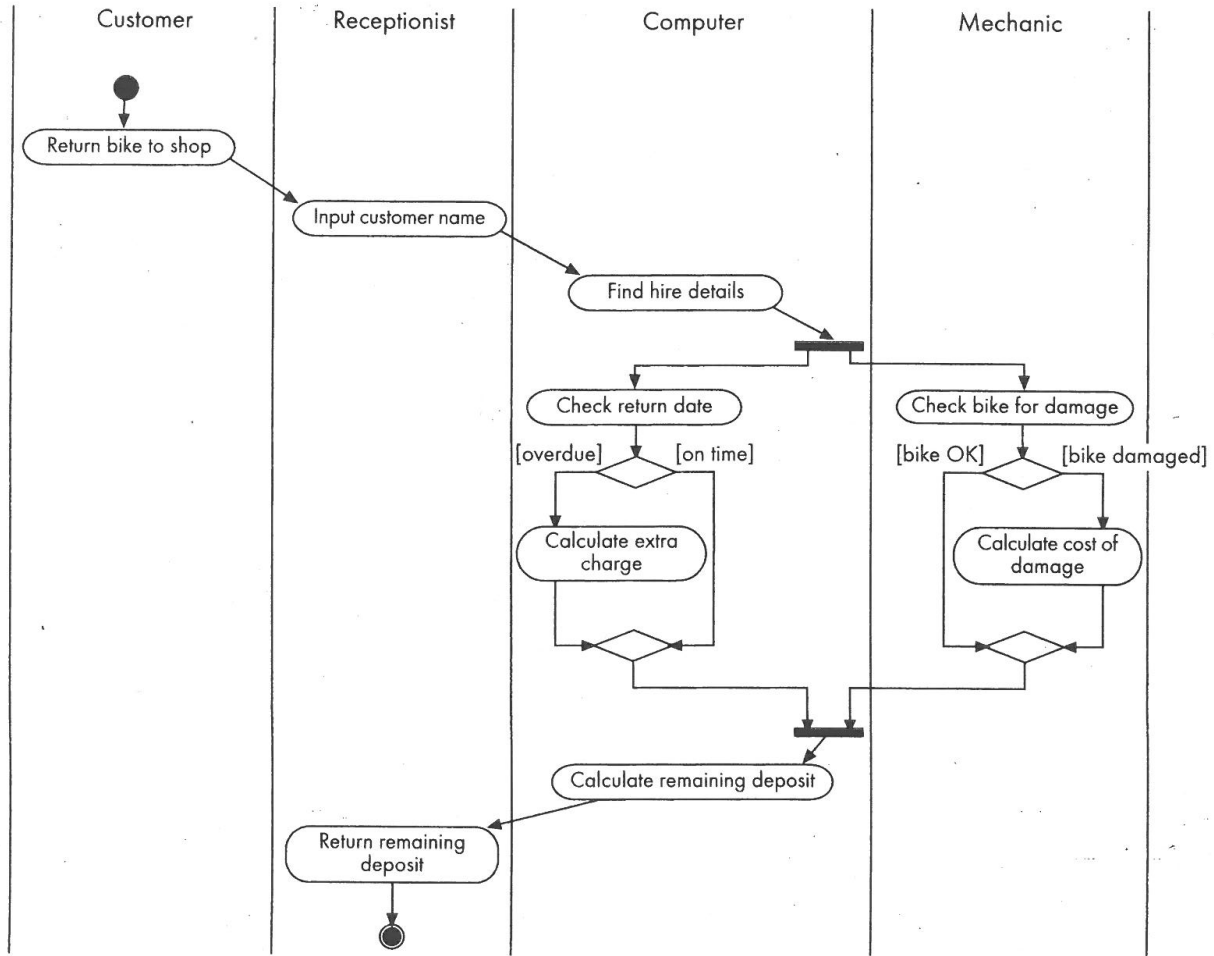 Customer
Receptionist
Computer
Mechanic
Return bike to shop
Input customer name
Find hire details
Check return date
Check bike for damage
[overdue]
[on time]
[bike OK]
[bike damaged]
Calculate extra
charge
Calculate cost of
damage
Calculate remaining deposit
Return remaining
deposit